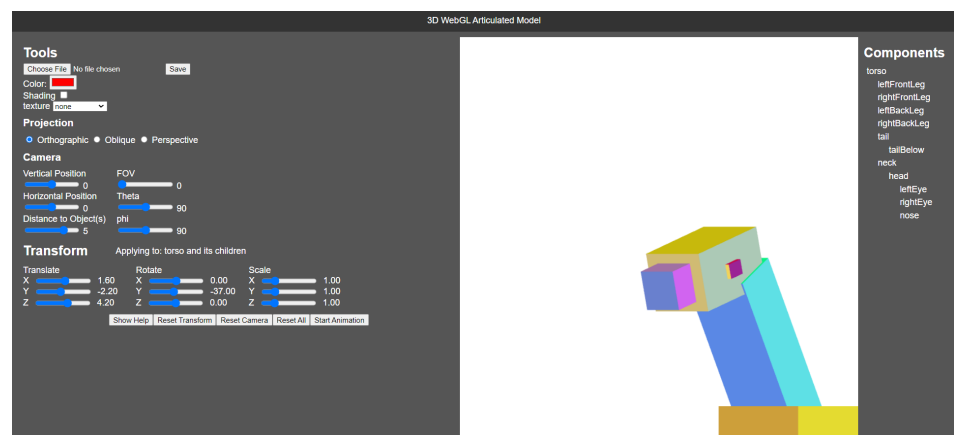 3D WebGL Articulated Model
Tools
Choose File No file chosen Save
Color:
Shading
texture none
Projection
Orthographic Oblique Perspective
Camera
Vertical Position FOV
0 0
Horizontal Position Theta
0 90
Distance to Object(s) phi
5 90
Transform Applying to: torso and its children
Translate Rotate Scale
X 1.60 X 0.00 X 1.00
Y -2.20 Y -37.00 Y 1.00
Z 4.20 Z 0.00 Z 1.00
Show Help Reset Transform Reset Camera Reset All Start Animation
Components
torso
leftFrontLeg
rightFrontLeg
leftBackLeg
rightBackLeg
tail
tailBelow
neck
head
leftEye
rightEye
nose